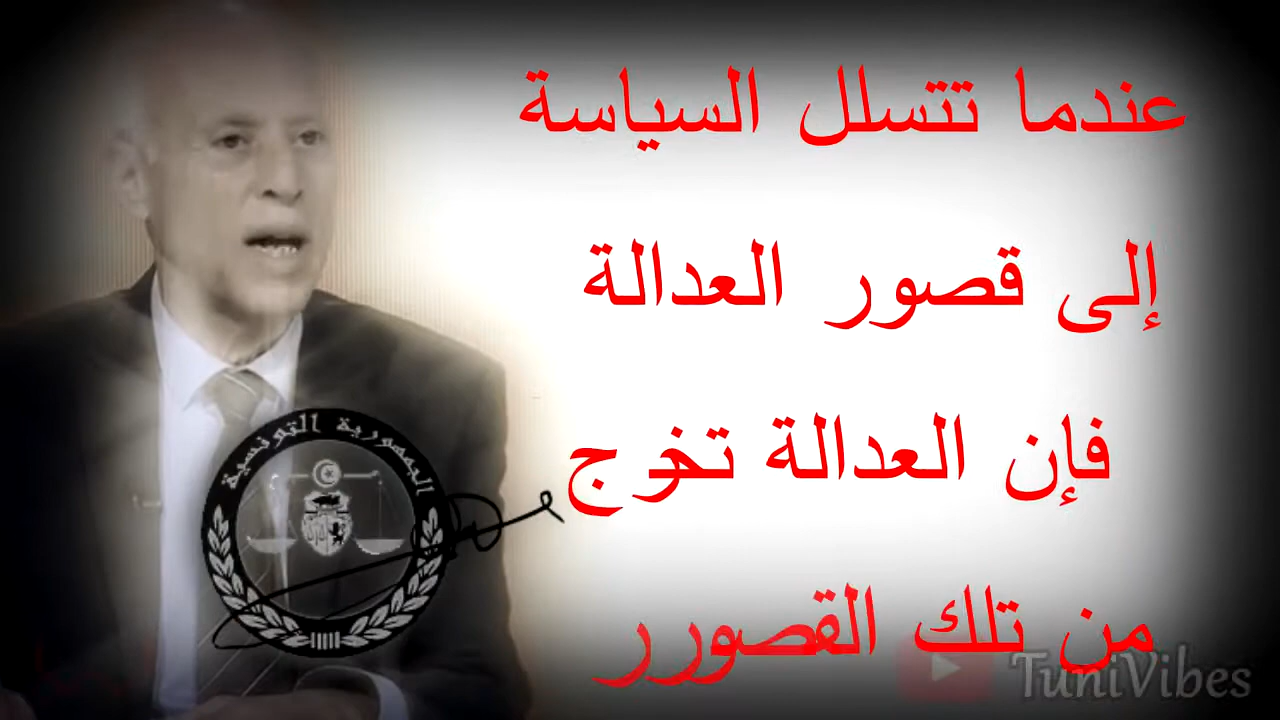 عندما تتسلل السياسة
إلى قصور العدالة
فإن العدالة تخرج
من تلك القصورر
الجمهورية التونسية
TuniVibes